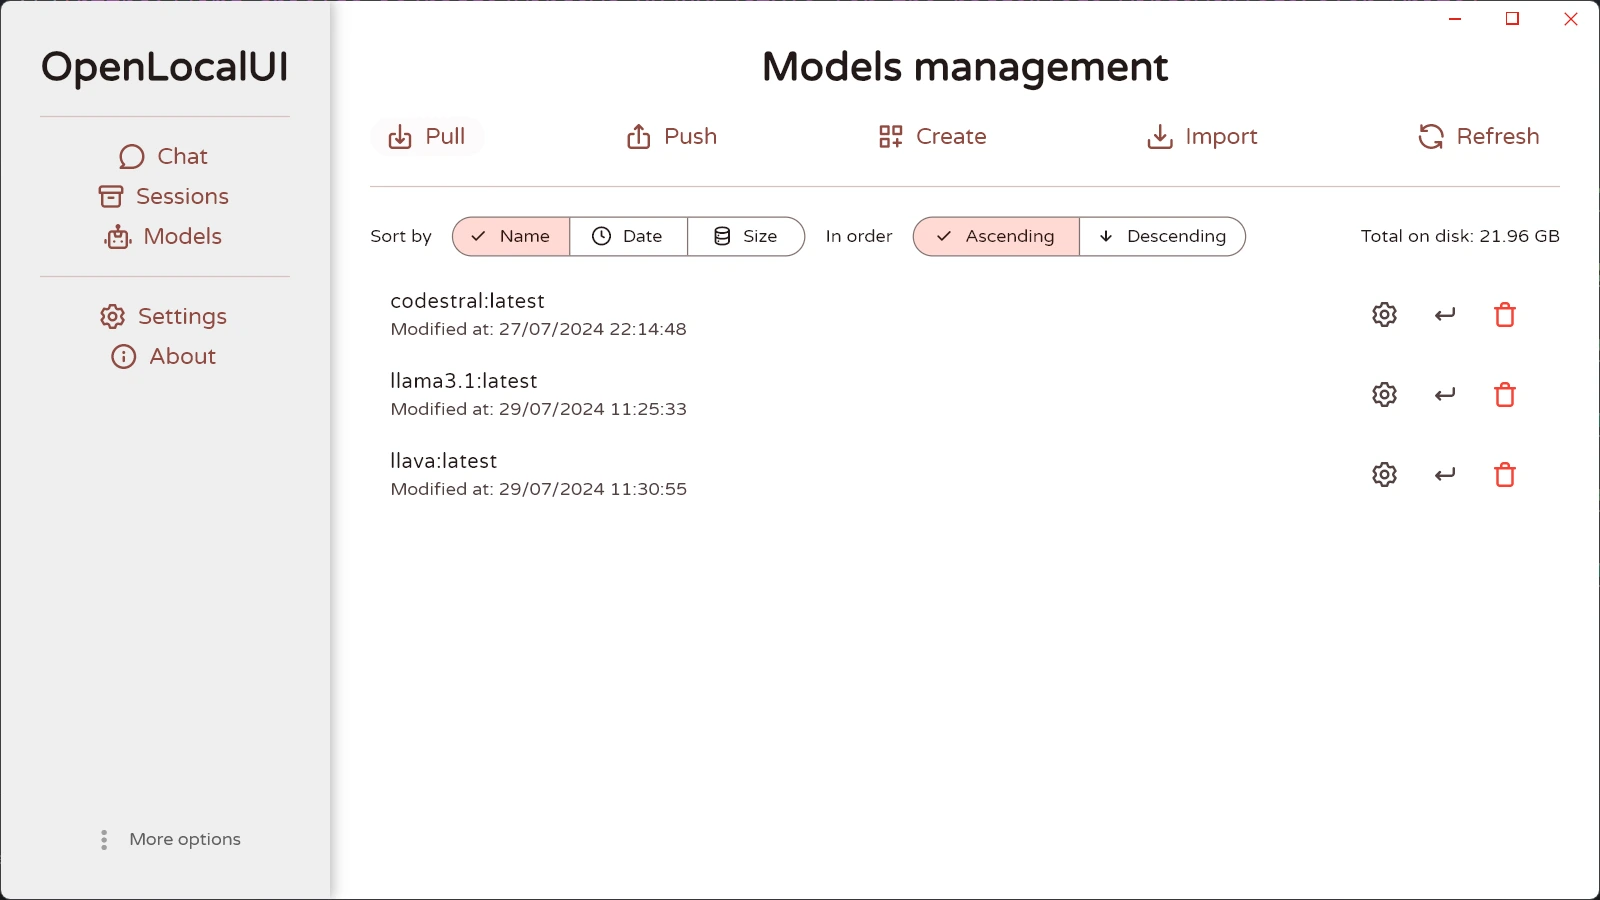 OpenLocalUI
Chat
Sessions
Models
Settings
About
More options
Models management
Pull Push Create Import Refresh
Sort by Name Date Size In order Ascending Descending Total on disk: 21.96 GB
codestral:latest
Modified at: 27/07/2024 22:14:48
llama3.1:latest
Modified at: 29/07/2024 11:25:33
llava:latest
Modified at: 29/07/2024 11:30:55